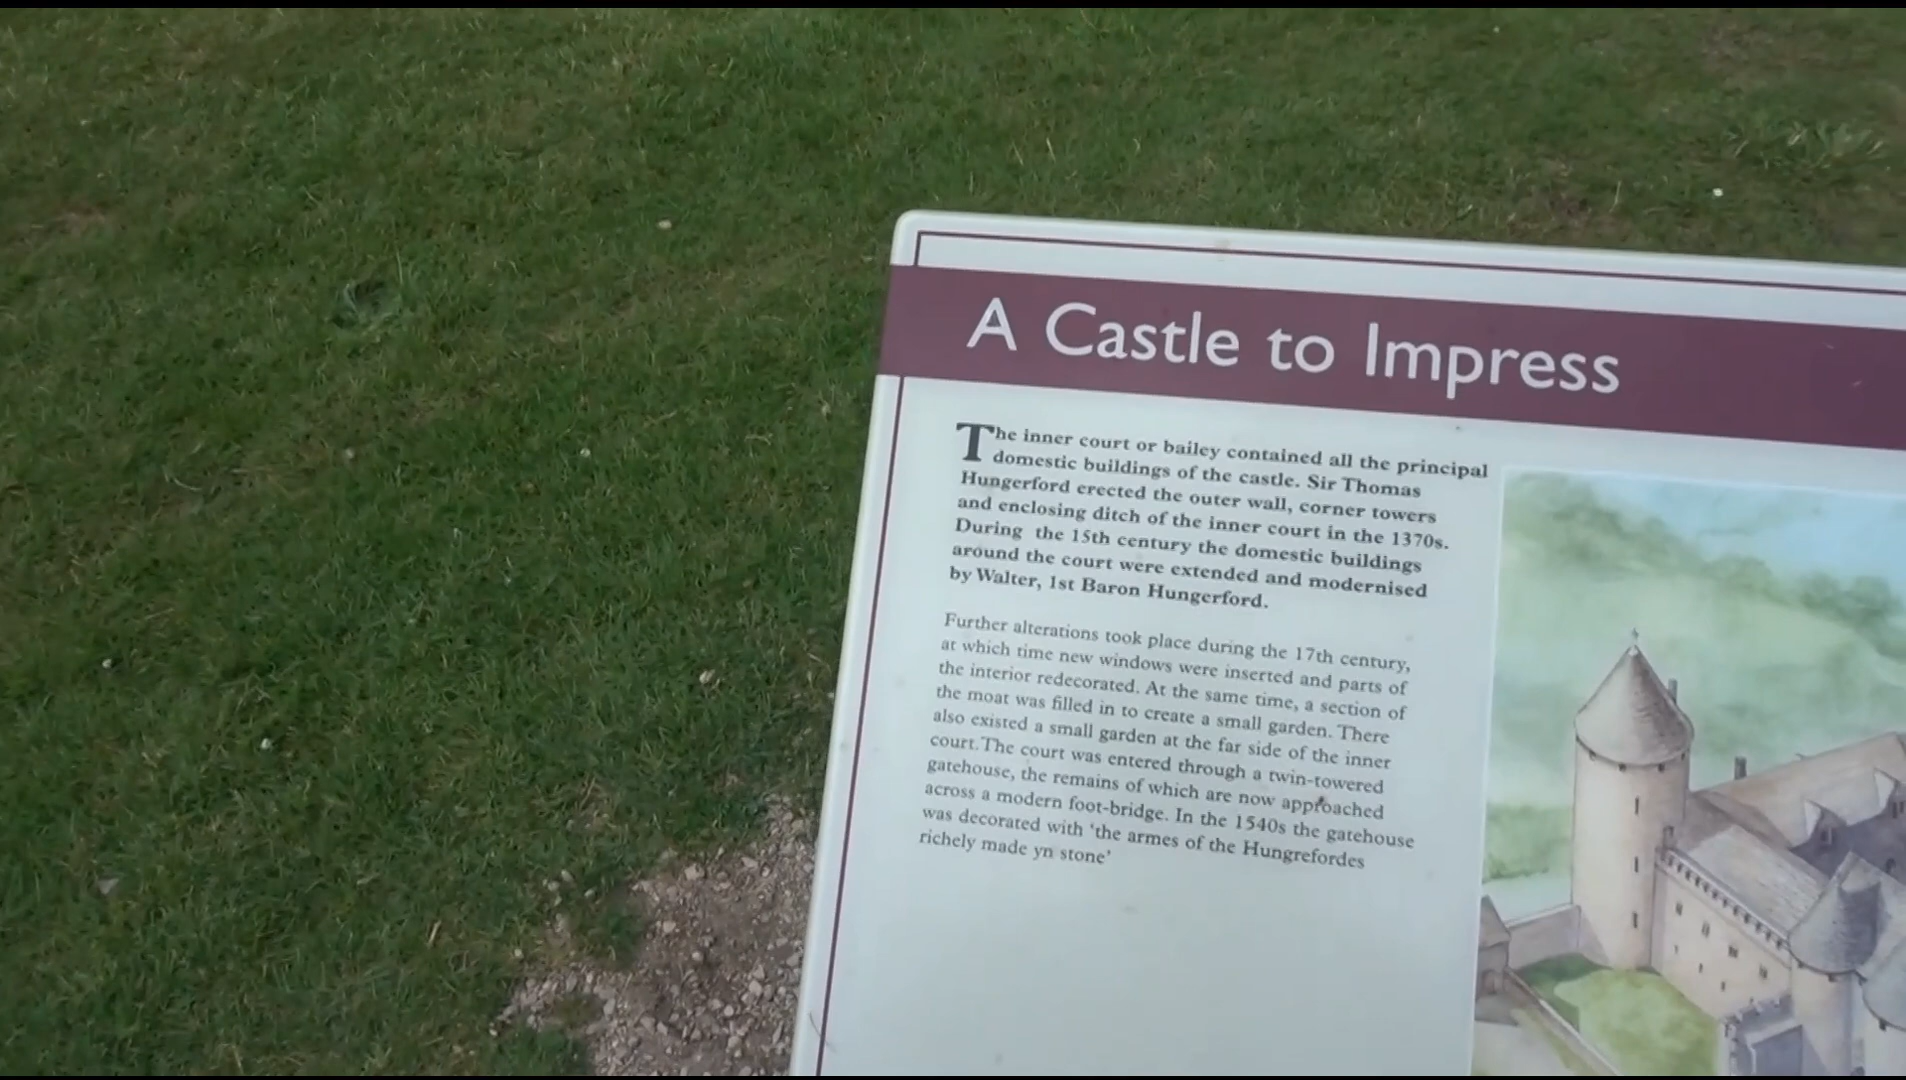 A Castle to Impress
The inner court or bailey contained all the principal
domestic buildings of the castle. Sir Thomas
Hungerford erected the outer wall, corner towers
and enclosing ditch of the inner court in the 1370s.
During the 15th century the domestic buildings
around the court were extended and modernised
by Walter, 1st Baron Hungerford.
Further alterations took place during the 17th century,
at which time new windows were inserted and parts of
the interior redecorated. At the same time, a section of
the moat was filled in to create a small garden. There
also existed a small garden at the far side of the inner
court. The court was entered through a twin-towered
gatehouse, the remains of which are now approached
across a modern foot-bridge. In the 1540s the gatehouse
was decorated with ‘the armes of the Hungrefordes
richely made yn stone’